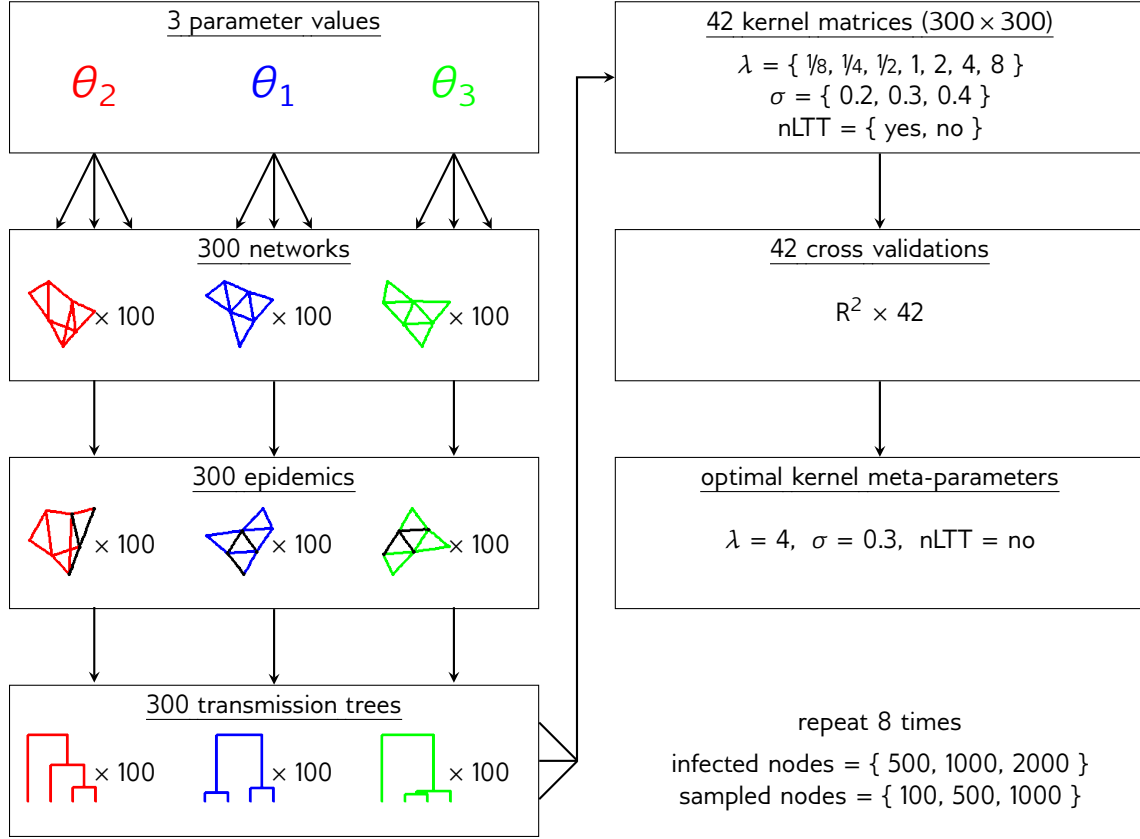 3 parameter values
θ₂ θ₁ θ₃
300 networks
× 100 × 100 × 100
300 epidemics
× 100 × 100 × 100
300 transmission trees
× 100 × 100 × 100
42 kernel matrices (300 × 300)
λ = { 1/8, 1/4, 1/2, 1, 2, 4, 8 }
σ = { 0.2, 0.3, 0.4 }
nLTT = { yes, no }
42 cross validations
R² × 42
optimal kernel meta-parameters
λ = 4, σ = 0.3, nLTT = no
repeat 8 times
infected nodes = { 500, 1000, 2000 }
sampled nodes = { 100, 500, 1000 }